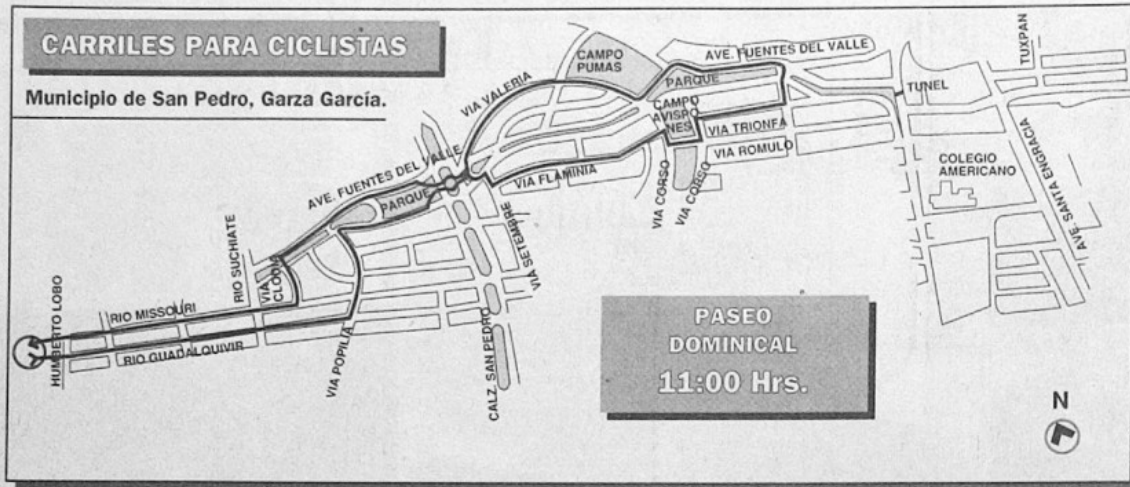 CARRILES PARA CICLISTAS
Municipio de San Pedro, Garza García.
CAMPO
PUMAS
AVE. FUENTES DEL VALLE
TUXPAN
VIA VALERIA
PARQUE
TUNEL
CAMPO
AVISPO
NES
VIA TRIONFA
VIA ROMULO
COLEGIO
AMERICANO
AVE. SANTA ENGRACIA
AVE. FUENTES DEL VALLE
PARQUE
VIA FLAMINIA
VIA CORSO
VIA CORSO
VIA SETEMBRE
RIO SUCHIATE
VIA
CLODIA
RIO MISSOURI
HUMBERTO LOBO
RIO GUADALQUIVIR
VIA POPILIA
CALZ. SAN PEDRO
PASEO
DOMINICAL
11:00 Hrs.
N